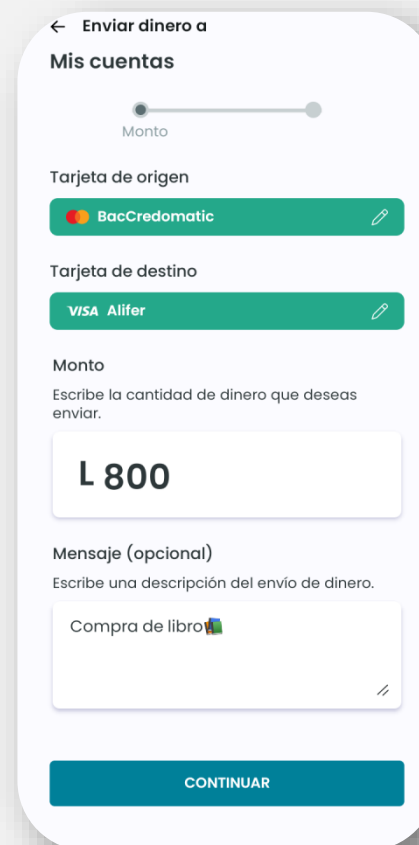 ← Enviar dinero a
Mis cuentas
Monto
Tarjeta de origen
BacCredomatic
Tarjeta de destino
VISA Alifer
Monto
Escribe la cantidad de dinero que deseas
enviar.
L 800
Mensaje (opcional)
Escribe una descripción del envío de dinero.
Compra de libro📚
CONTINUAR